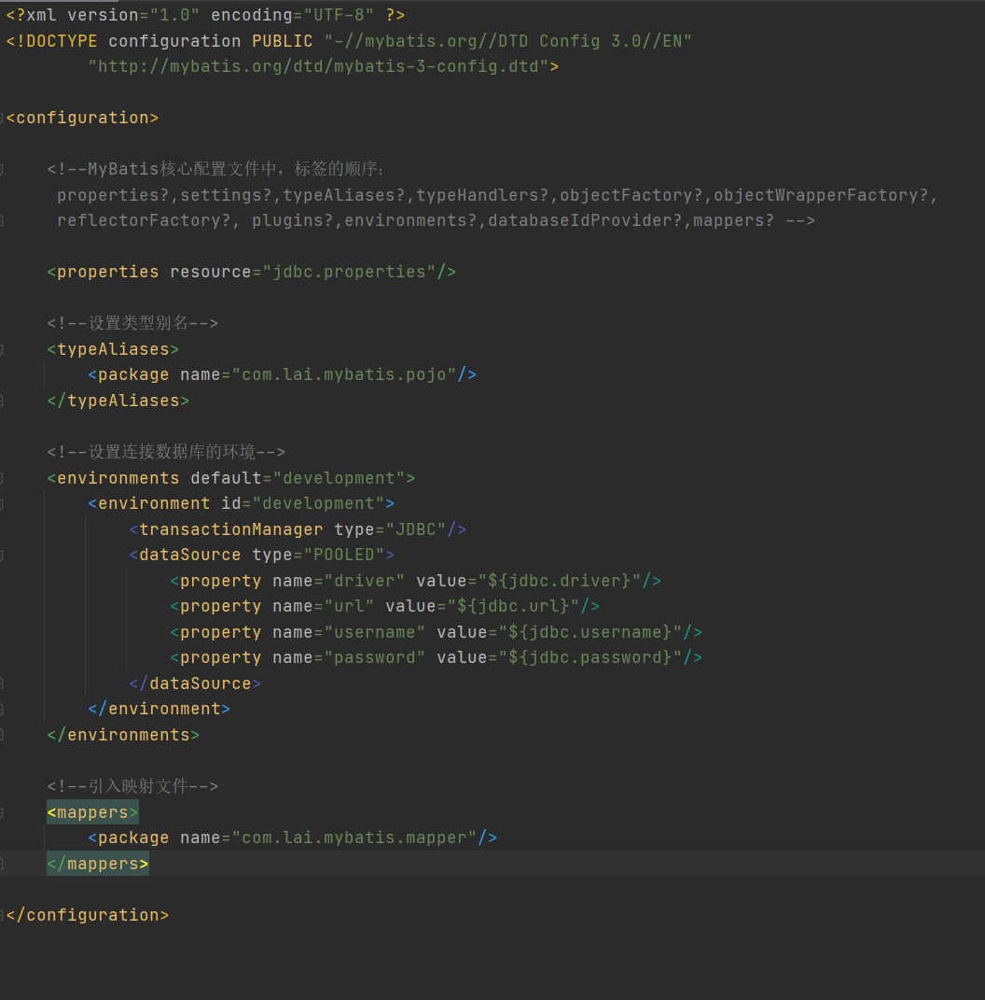 <?xml version="1.0" encoding="UTF-8" ?>
<!DOCTYPE configuration PUBLIC "-//mybatis.org//DTD Config 3.0//EN"
        "http://mybatis.org/dtd/mybatis-3-config.dtd">
<configuration>
    <!--MyBatis核心配置文件中，标签的顺序：
     properties?,settings?,typeAliases?,typeHandlers?,objectFactory?,objectWrapperFactory?,
     reflectorFactory?, plugins?,environments?,databaseIdProvider?,mappers? -->
    <properties resource="jdbc.properties"/>
    <!--设置类型别名-->
    <typeAliases>
        <package name="com.lai.mybatis.pojo"/>
    </typeAliases>
    <!--设置连接数据库的环境-->
    <environments default="development">
        <environment id="development">
            <transactionManager type="JDBC"/>
            <dataSource type="POOLED">
                <property name="driver" value="${jdbc.driver}"/>
                <property name="url" value="${jdbc.url}"/>
                <property name="username" value="${jdbc.username}"/>
                <property name="password" value="${jdbc.password}"/>
            </dataSource>
        </environment>
    </environments>
    <!--引入映射文件-->
    <mappers>
        <package name="com.lai.mybatis.mapper"/>
    </mappers>
</configuration>